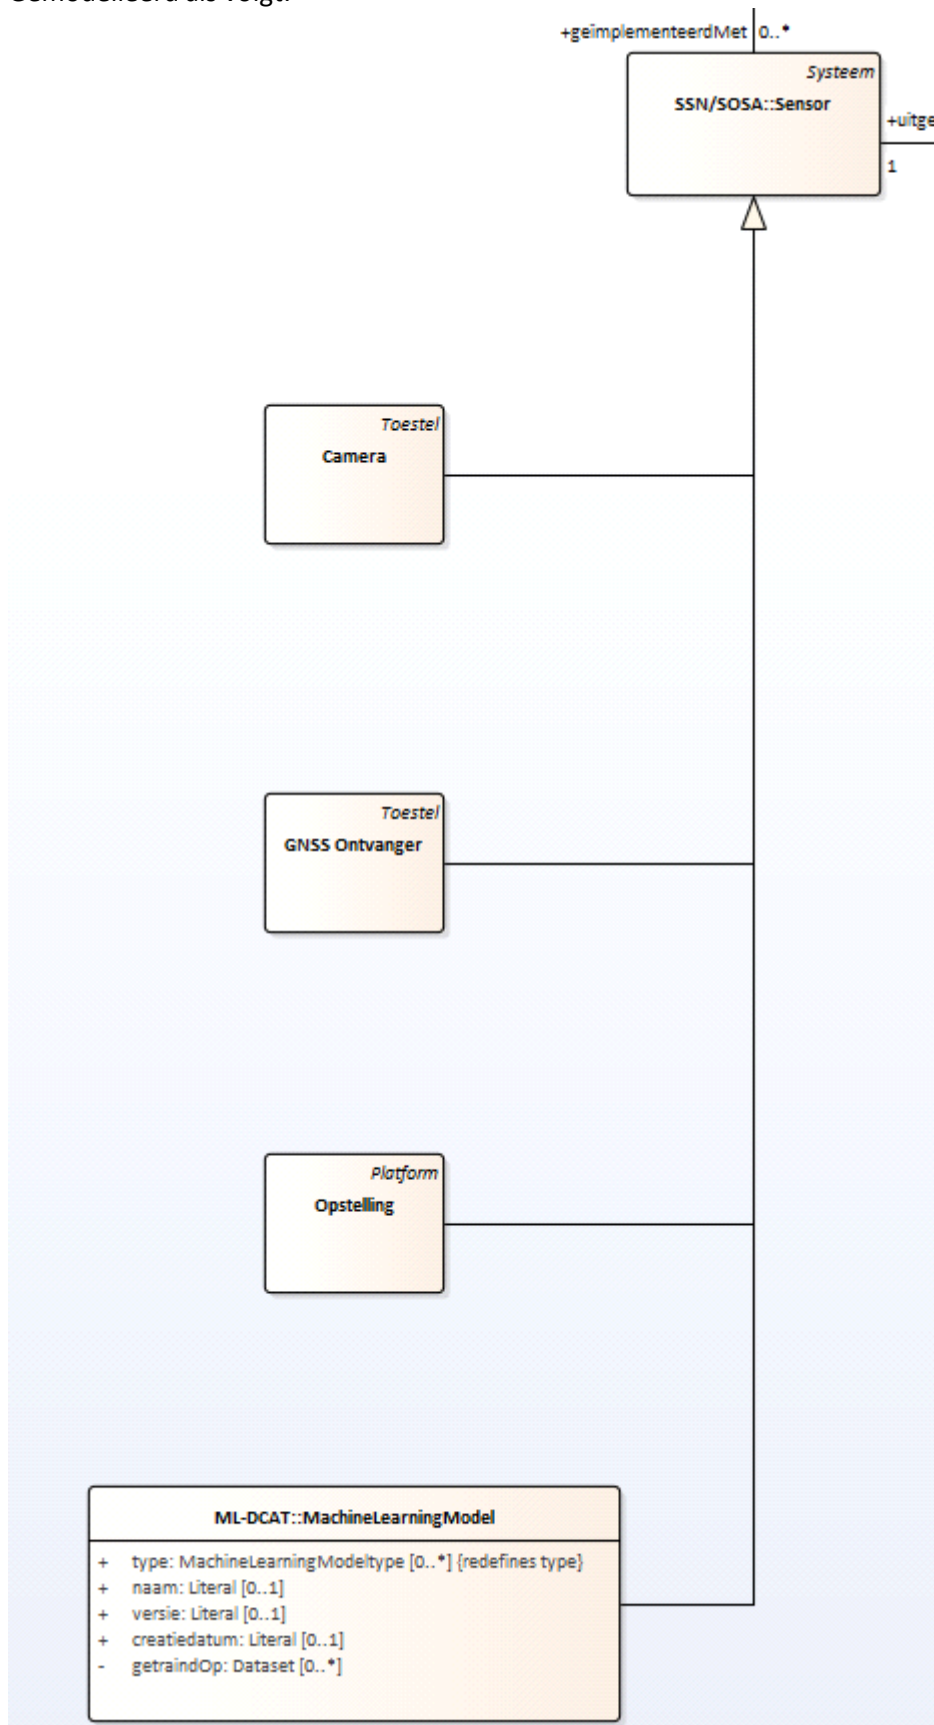 Gemodelleerd als volgt:
+geïmplementeerdMet 0..*
Systeem
SSN/SOSA::Sensor
+uitge
1
Toestel
Camera
Toestel
GNSS Ontvanger
Platform
Opstelling
ML-DCAT::MachineLearningModel
+ type: MachineLearningModeltype [0..*] {redefines type}
+ naam: Literal [0..1]
+ versie: Literal [0..1]
+ creatiedatum: Literal [0..1]
- getraindOp: Dataset [0..*]